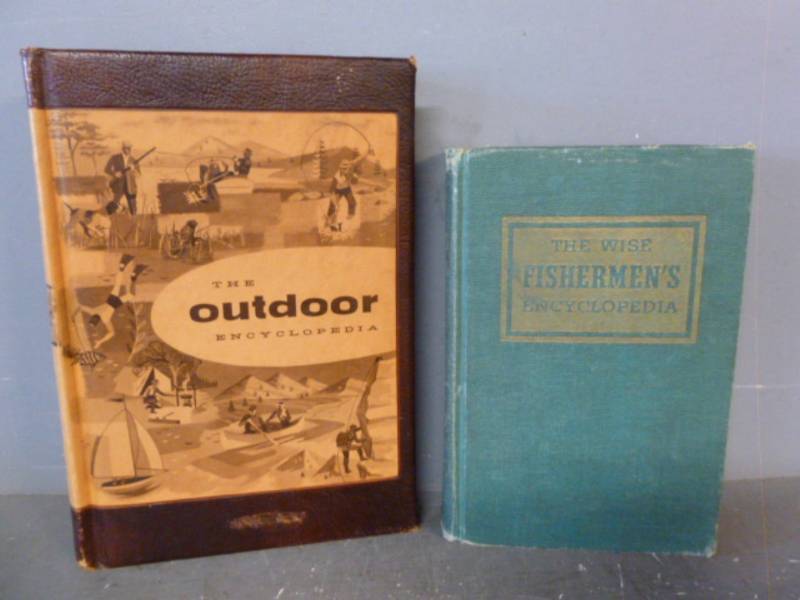 THE
outdoor
ENCYCLOPEDIA
THE WISE
FISHERMEN'S
ENCYCLOPEDIA